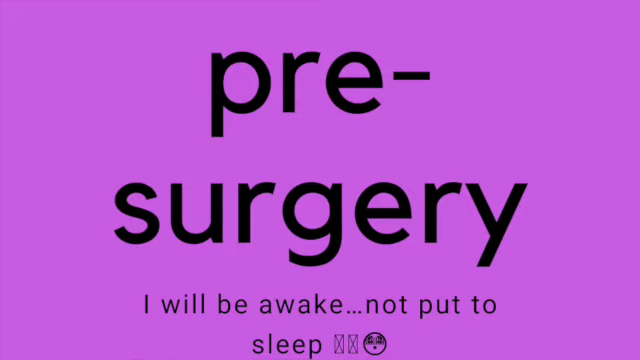 pre-
surgery
I will be awake…not put to
sleep 😳